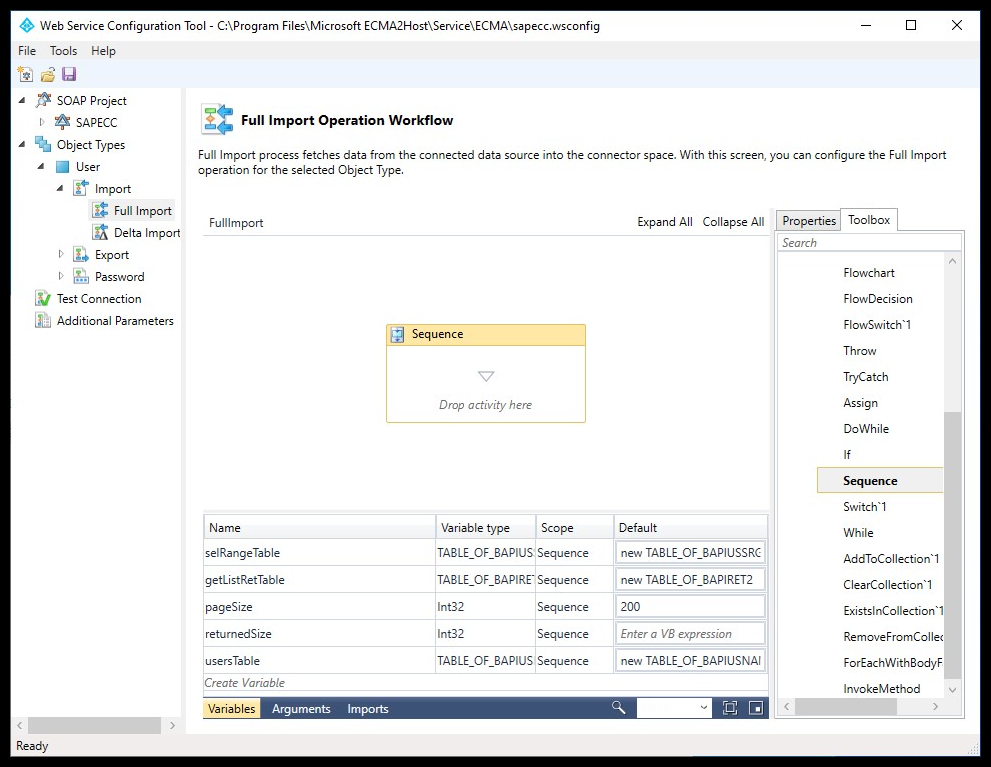 Web Service Configuration Tool - C:\Program Files\Microsoft ECMA2Host\Service\ECMA\sapecc.wsconfig
File Tools Help
SOAP Project
SAPECC
Object Types
User
Import
Full Import
Delta Import
Export
Password
Test Connection
Additional Parameters
Full Import Operation Workflow
Full Import process fetches data from the connected data source into the connector space. With this screen, you can configure the Full Import
operation for the selected Object Type.
FullImport Expand All Collapse All
Sequence
Drop activity here
Name Variable type Scope Default
selRangeTable TABLE_OF_BAPIUS Sequence new TABLE_OF_BAPIUSSRG
getListRetTable TABLE_OF_BAPIRET Sequence new TABLE_OF_BAPIRET2
pageSize Int32 Sequence 200
returnedSize Int32 Sequence Enter a VB expression
usersTable TABLE_OF_BAPIUS Sequence new TABLE_OF_BAPIUSNAI
Create Variable
Variables Arguments Imports
Properties Toolbox
Search
Flowchart
FlowDecision
FlowSwitch`1
Throw
TryCatch
Assign
DoWhile
If
Sequence
Switch`1
While
AddToCollection`1
ClearCollection`1
ExistsInCollection`1
RemoveFromCollec
ForEachWithBodyF
InvokeMethod
Ready